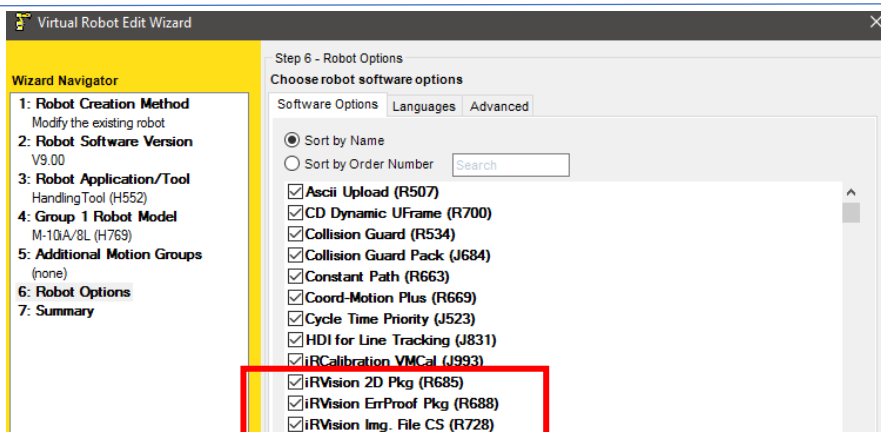 Virtual Robot Edit Wizard
Wizard Navigator
1: Robot Creation Method
Modify the existing robot
2: Robot Software Version
V9.00
3: Robot Application/Tool
HandlingTool (H552)
4: Group 1 Robot Model
M-10iA/8L (H769)
5: Additional Motion Groups
(none)
6: Robot Options
7: Summary
Step 6 - Robot Options
Choose robot software options
Software Options Languages Advanced
Sort by Name
Sort by Order Number Search
Ascii Upload (R507)
CD Dynamic UFrame (R700)
Collision Guard (R534)
Collision Guard Pack (J684)
Constant Path (R663)
Coord-Motion Plus (R669)
Cycle Time Priority (J523)
HDI for Line Tracking (J831)
iRCalibration VMCal (J993)
iRVision 2D Pkg (R685)
iRVision ErrProof Pkg (R688)
iRVision Img. File CS (R728)